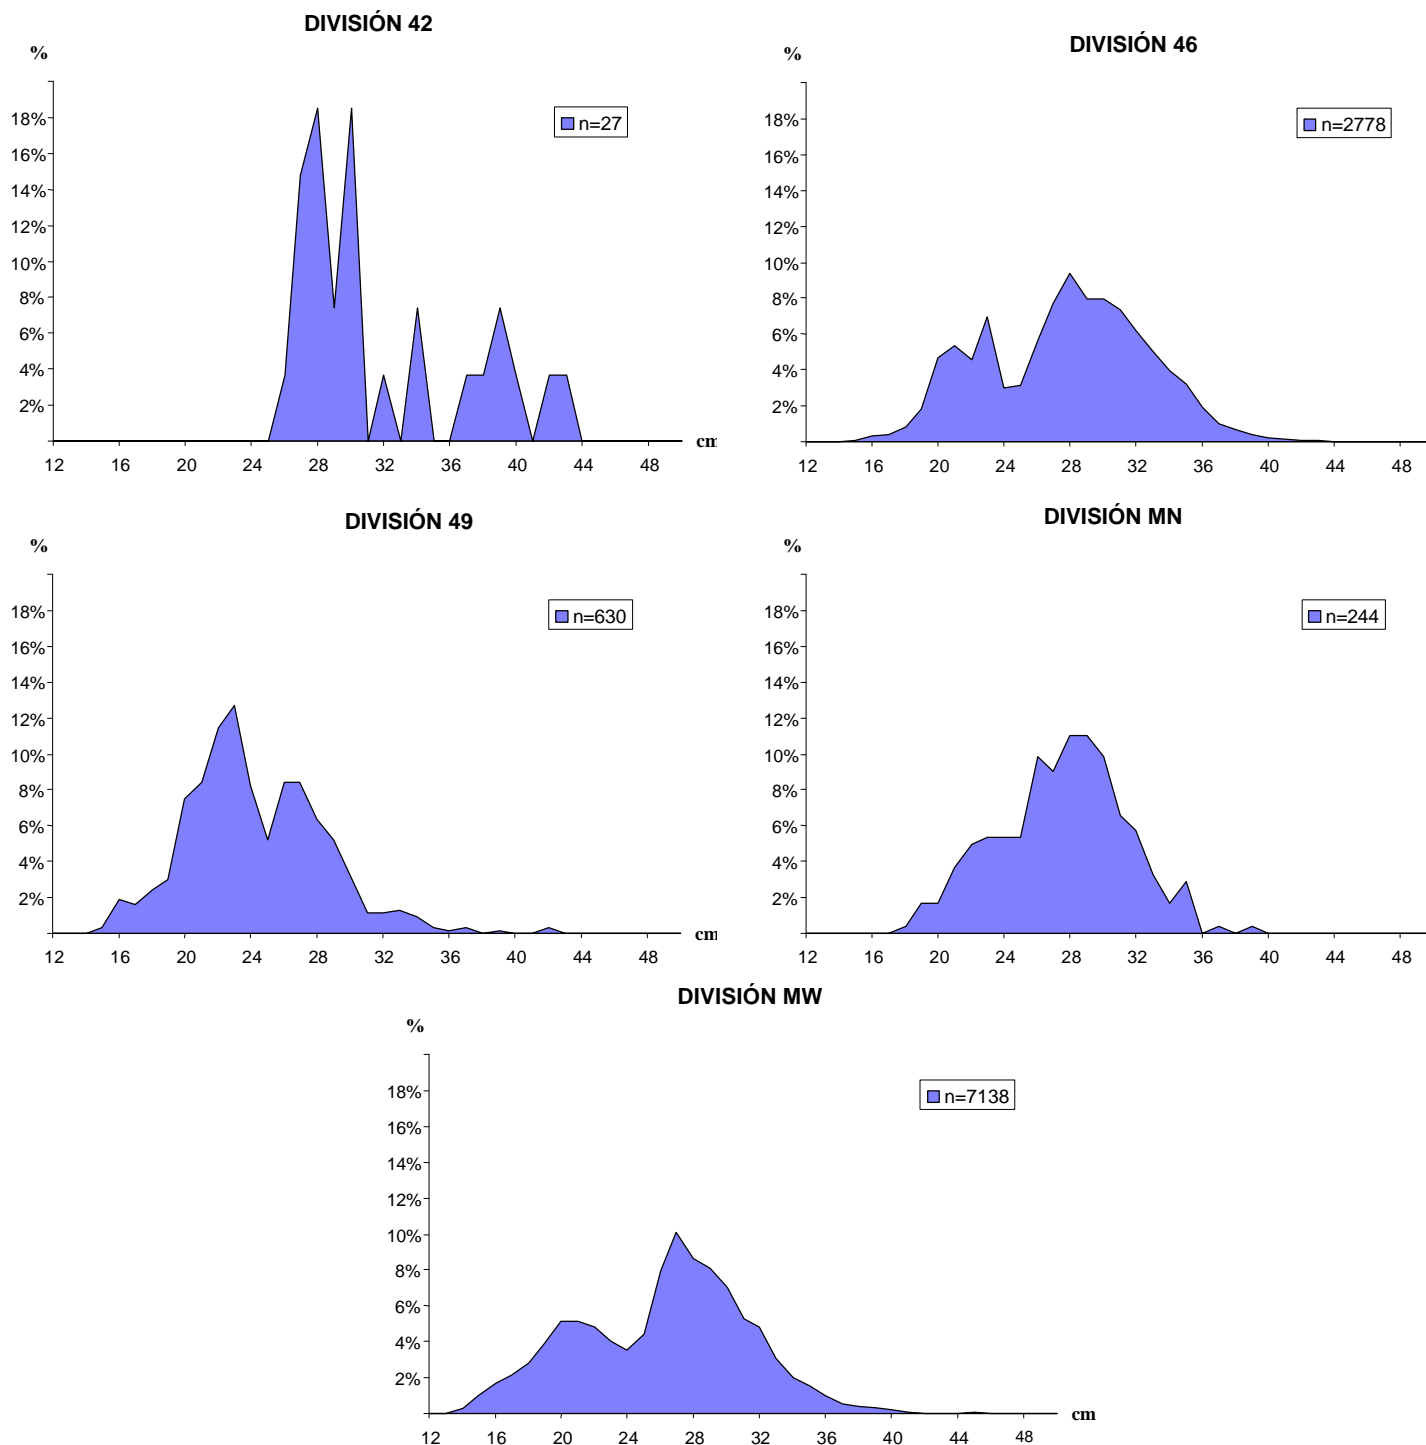 DIVISIÓN 42
%
18%
16%
14%
12%
10%
8%
6%
4%
2%
n=27
12 16 20 24 28 32 36 40 44 48
cm
DIVISIÓN 46
%
18%
16%
14%
12%
10%
8%
6%
4%
2%
n=2778
12 16 20 24 28 32 36 40 44 48
DIVISIÓN 49
%
18%
16%
14%
12%
10%
8%
6%
4%
2%
n=630
12 16 20 24 28 32 36 40 44 48
cm
DIVISIÓN MN
%
18%
16%
14%
12%
10%
8%
6%
4%
2%
n=244
12 16 20 24 28 32 36 40 44 48
DIVISIÓN MW
%
18%
16%
14%
12%
10%
8%
6%
4%
2%
n=7138
12 16 20 24 28 32 36 40 44 48
cm